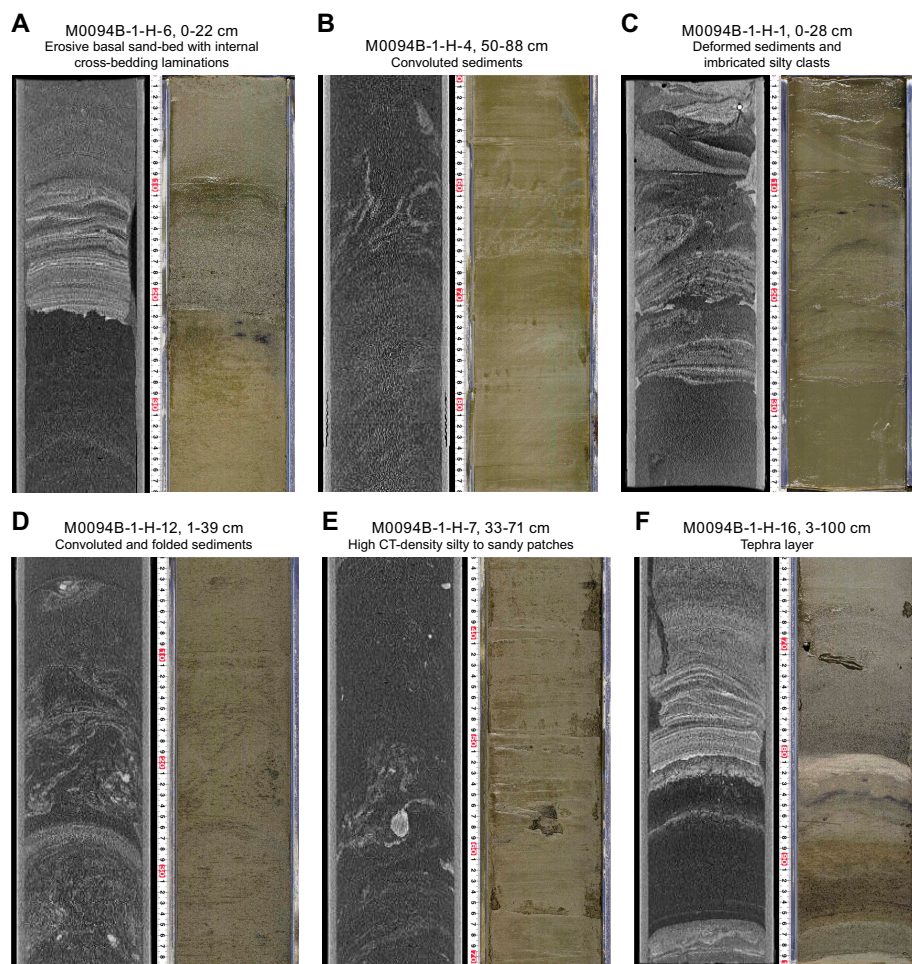 A
M0094B-1-H-6, 0-22 cm
Erosive basal sand-bed with internal
cross-bedding laminations
B
M0094B-1-H-4, 50-88 cm
Convoluted sediments
C
M0094B-1-H-1, 0-28 cm
Deformed sediments and
imbricated silty clasts
D
M0094B-1-H-12, 1-39 cm
Convoluted and folded sediments
E
M0094B-1-H-7, 33-71 cm
High CT-density silty to sandy patches
F
M0094B-1-H-16, 3-100 cm
Tephra layer